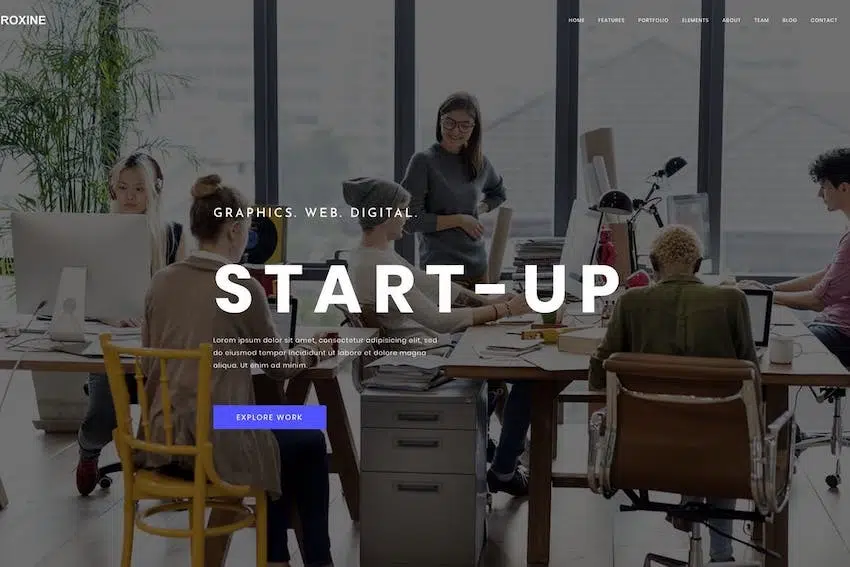 ROXINE
HOME FEATURES PORTFOLIO ELEMENTS ABOUT TEAM BLOG CONTACT
GRAPHICS. WEB. DIGITAL.
START-UP
Lorem ipsum dolor sit amet, consectetur adipiscing elit, sed
do eiusmod tempor incididunt ut labore et dolore magna
aliqua. Ut enim ad minim.
EXPLORE WORK